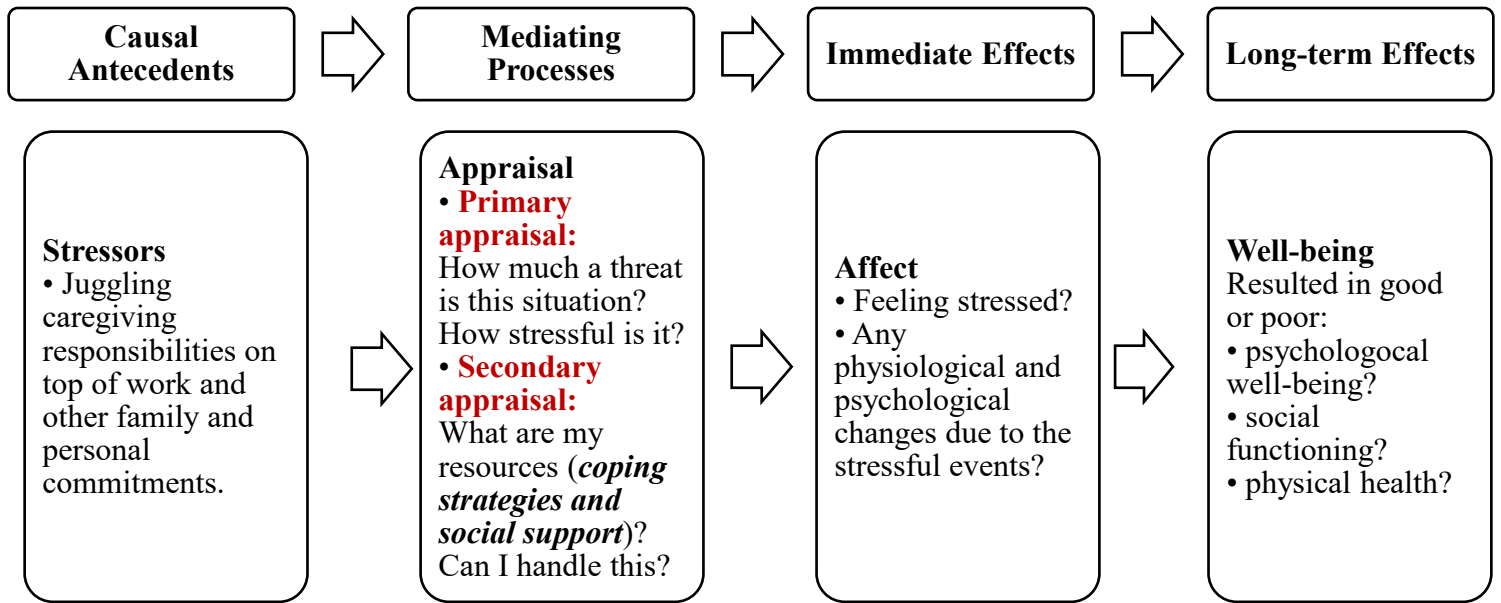 Causal
Antecedents
Mediating
Processes
Immediate Effects
Long-term Effects
Stressors
• Juggling
caregiving
responsibilities on
top of work and
other family and
personal
commitments.
Appraisal
• Primary
appraisal:
How much a threat
is this situation?
How stressful is it?
• Secondary
appraisal:
What are my
resources (coping
strategies and
social support)?
Can I handle this?
Affect
• Feeling stressed?
• Any
physiological and
psychological
changes due to the
stressful events?
Well-being
Resulted in good
or poor:
• psychologocal
well-being?
• social
functioning?
• physical health?